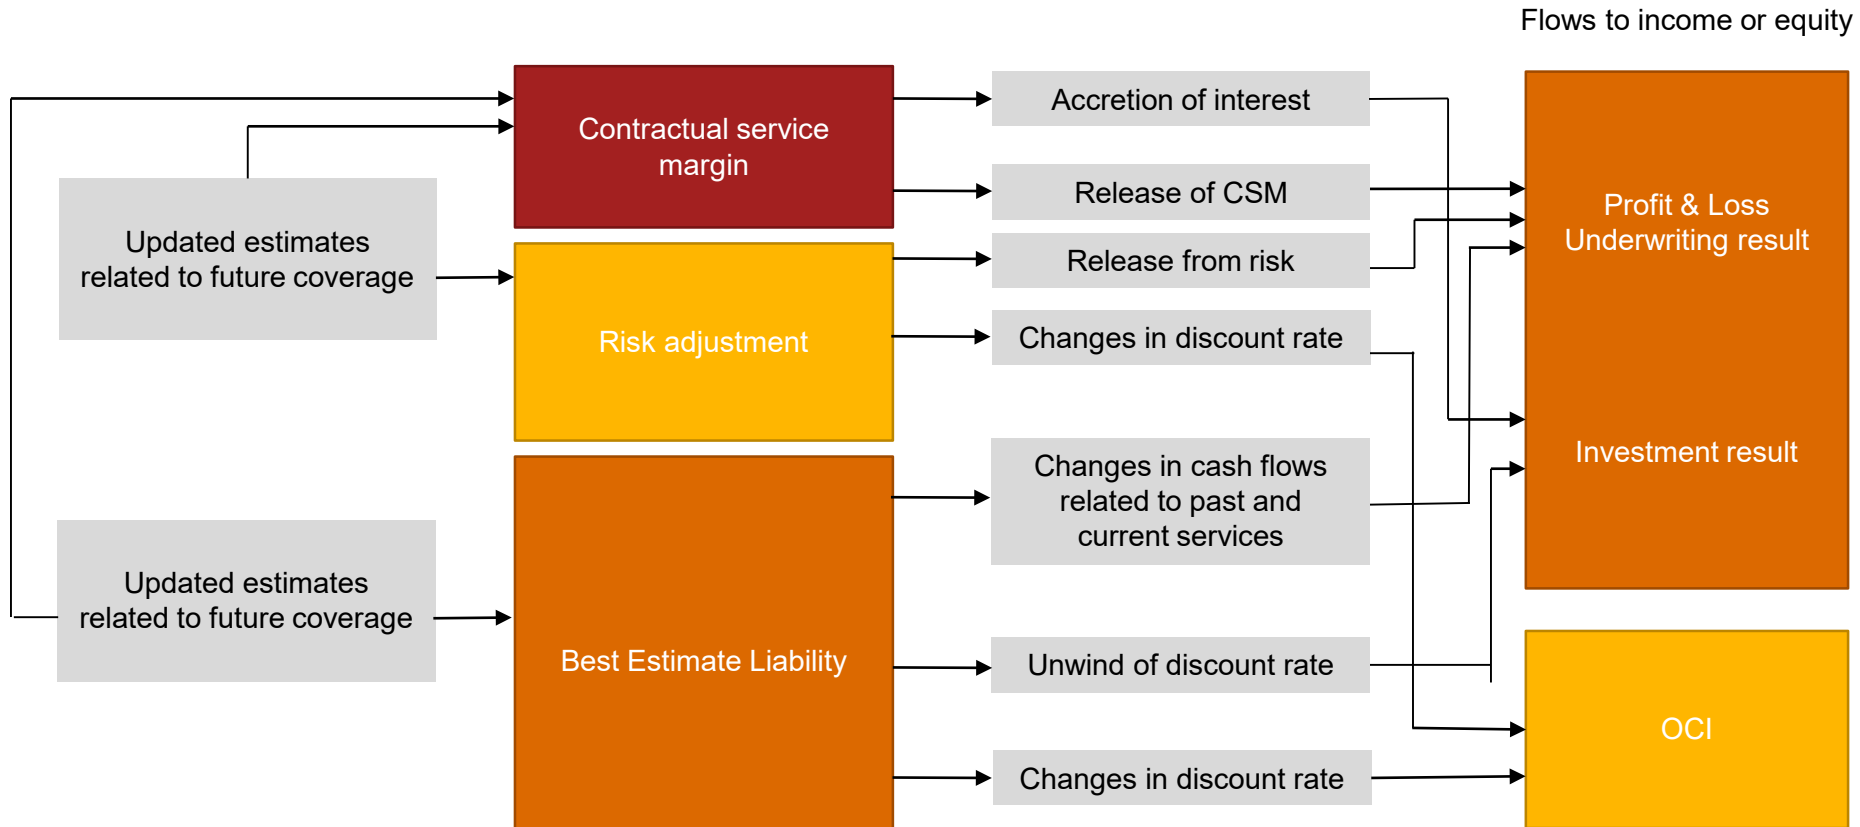 Flows to income or equity
Contractual service
margin
Accretion of interest
Release of CSM
Updated estimates
related to future coverage
Risk adjustment
Release from risk
Changes in discount rate
Profit & Loss
Underwriting result
Investment result
Changes in cash flows
related to past and
current services
Updated estimates
related to future coverage
Best Estimate Liability
Unwind of discount rate
Changes in discount rate
OCI